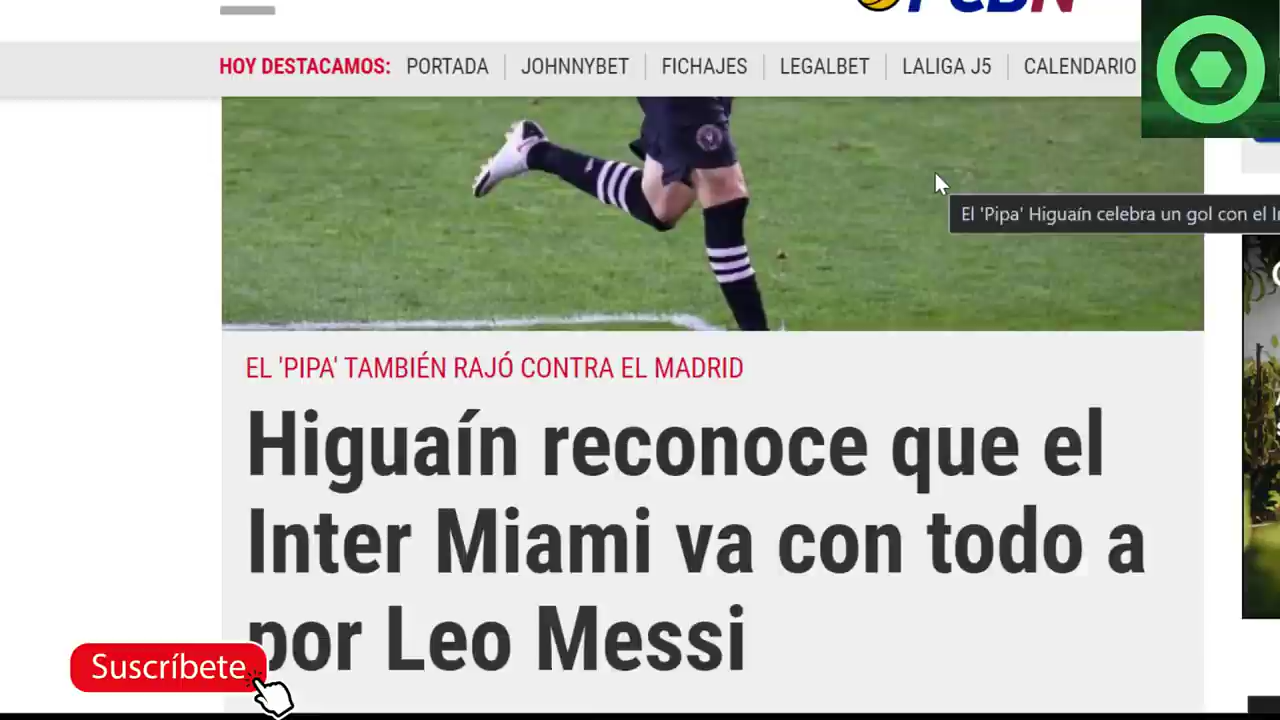 FCBN
HOY DESTACAMOS: PORTADA JOHNNYBET FICHAJES LEGALBET LALIGA J5 CALENDARIO
El 'Pipa' Higuaín celebra un gol con el
EL 'PIPA' TAMBIÉN RAJÓ CONTRA EL MADRID
Higuaín reconoce que el
Inter Miami va con todo a
por Leo Messi
Suscríbete